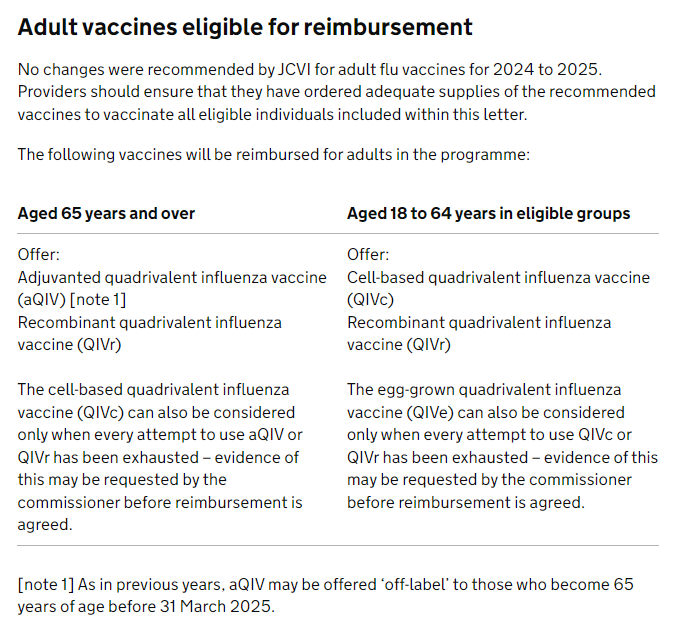 Adult vaccines eligible for reimbursement
No changes were recommended by JCVI for adult flu vaccines for 2024 to 2025.
Providers should ensure that they have ordered adequate supplies of the recommended
vaccines to vaccinate all eligible individuals included within this letter.
The following vaccines will be reimbursed for adults in the programme:
Aged 65 years and over
Offer:
Adjuvanted quadrivalent influenza vaccine
(aQIV) [note 1]
Recombinant quadrivalent influenza
vaccine (QIVr)
The cell-based quadrivalent influenza
vaccine (QIVc) can also be considered
only when every attempt to use aQIV or
QIVr has been exhausted – evidence of
this may be requested by the
commissioner before reimbursement is
agreed.
Aged 18 to 64 years in eligible groups
Offer:
Cell-based quadrivalent influenza vaccine
(QIVc)
Recombinant quadrivalent influenza
vaccine (QIVr)
The egg-grown quadrivalent influenza
vaccine (QIVe) can also be considered
only when every attempt to use QIVc or
QIVr has been exhausted – evidence of this
may be requested by the commissioner
before reimbursement is agreed.
[note 1] As in previous years, aQIV may be offered ‘off-label’ to those who become 65
years of age before 31 March 2025.